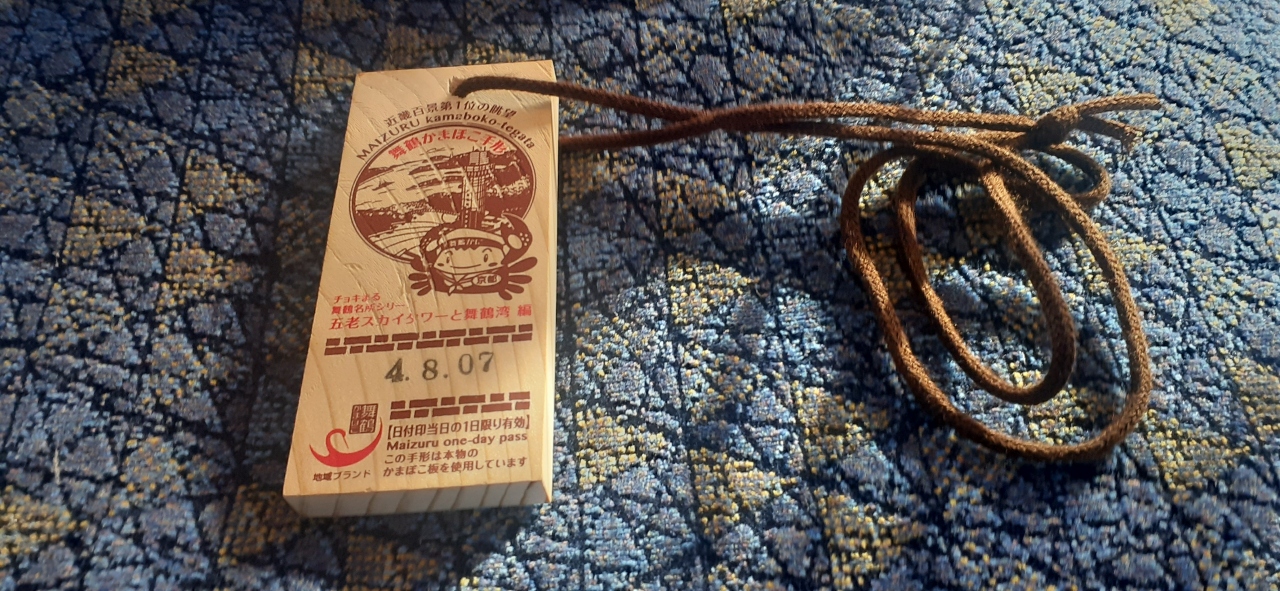 近畿百景第1位の眺望
MAIZURU kamaboko-tegata
舞鶴かまぼこ手形
京都
チョキまる
舞鶴名所シリーズ
五老スカイタワーと舞鶴湾 編
4.8.07
舞鶴
【日付印当日の1日限り有効】
Maizuru one-day pass
この手形は本物の
かまぼこ板を使用しています
地域ブランド